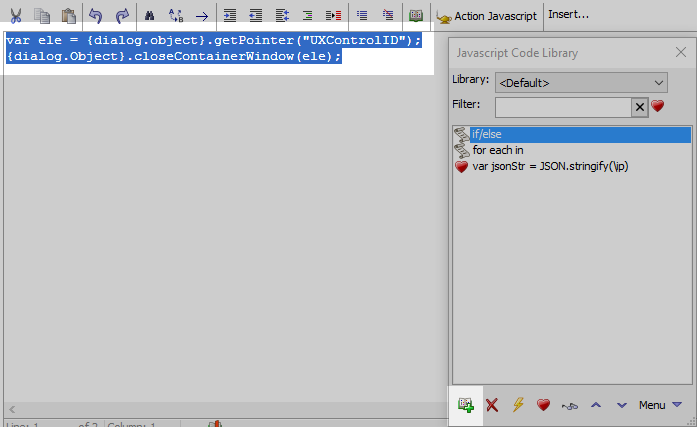 Action Javascript
Insert...
var ele = {dialog.object}.getPointer("UXControlID");
{dialog.Object}.closeContainerWindow(ele);
Javascript Code Library
Library:
<Default>
Filter:
if/else
for each in
var jsonStr = JSON.stringify(\ip)
Menu
Line: 1 of 2 Column: 1